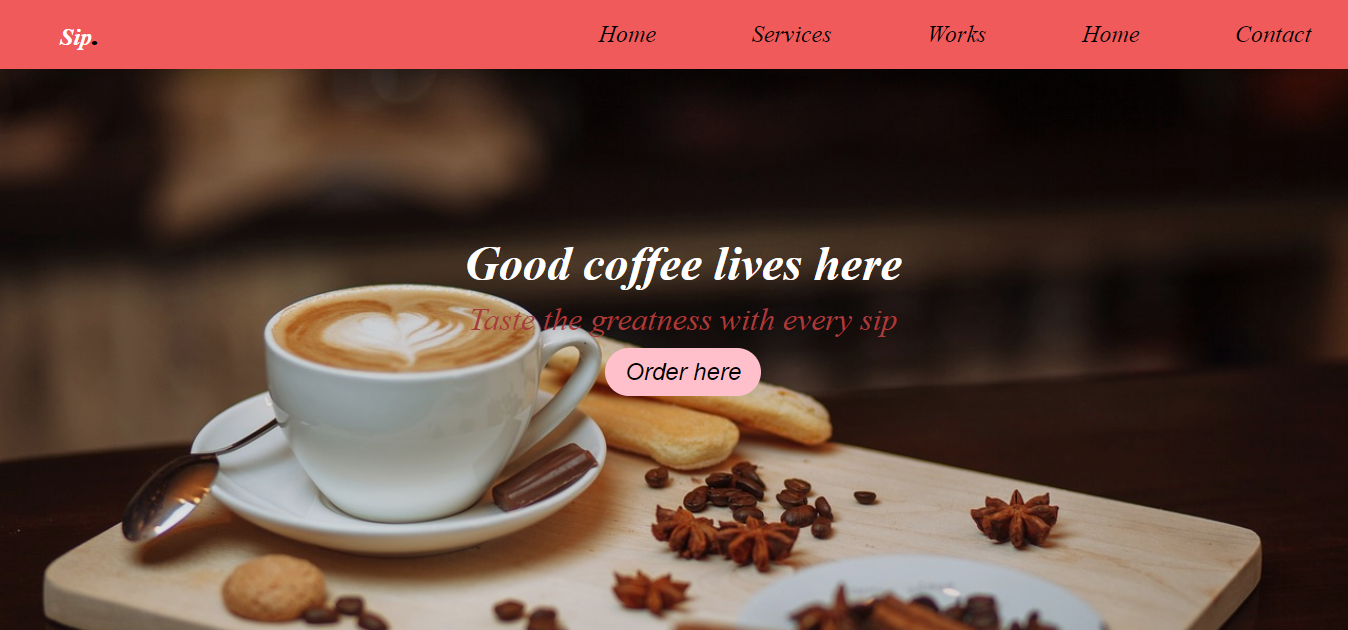 Sip.
Home Services Works Home Contact
Good coffee lives here
Taste the greatness with every sip
Order here